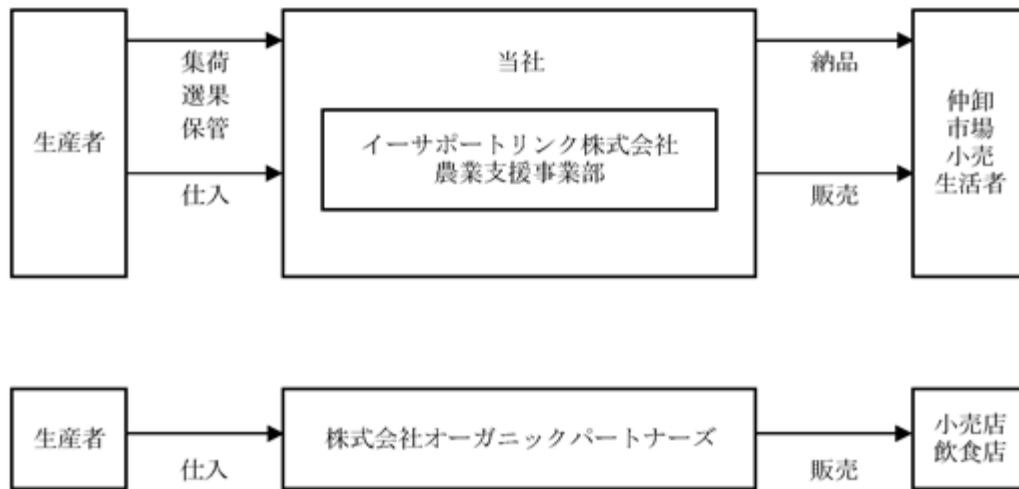 生産者
集荷
選果
保管
仕入
当社
イーサポートリンク株式会社
農業支援事業部
納品
販売
仲卸
市場
小売
生活者
生産者
仕入
株式会社オーガニックパートナーズ
販売
小売店
飲食店